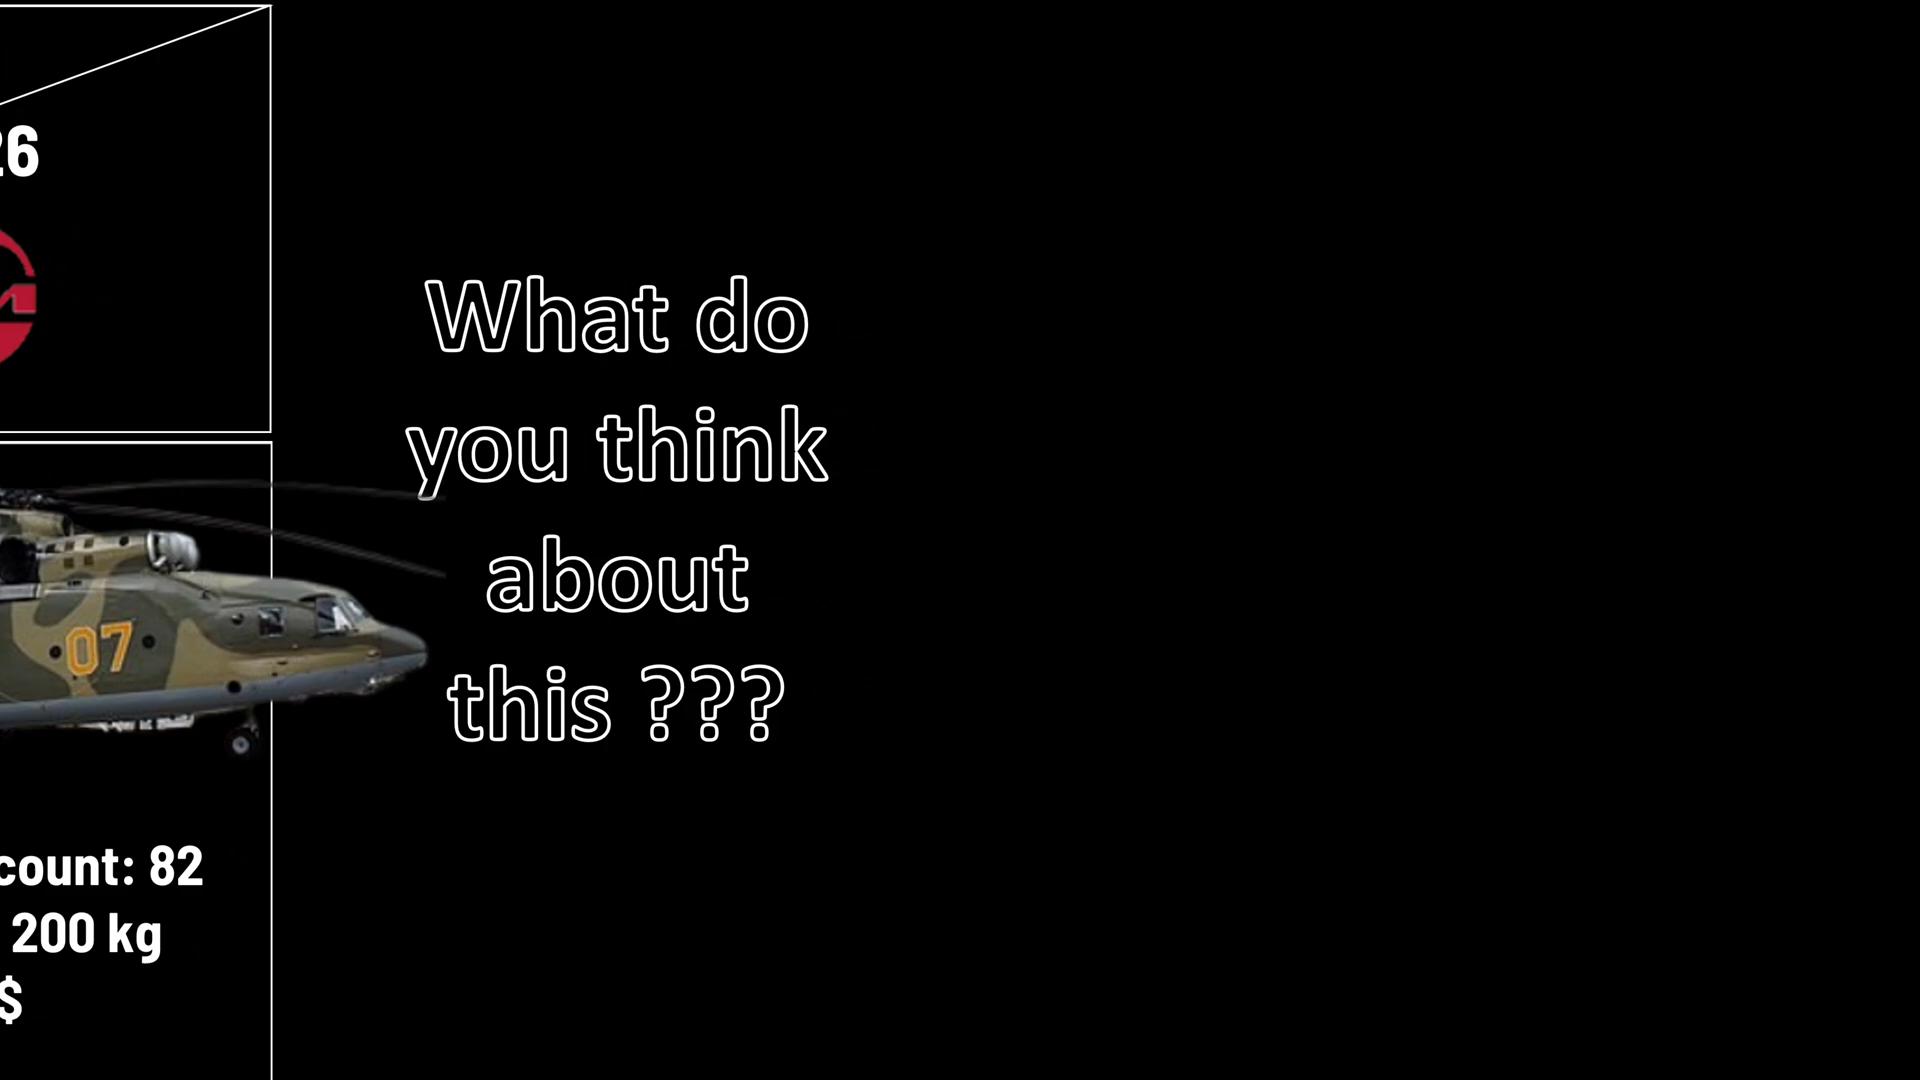 26
What do
you think
about
this ???
07
count: 82
200 kg
$